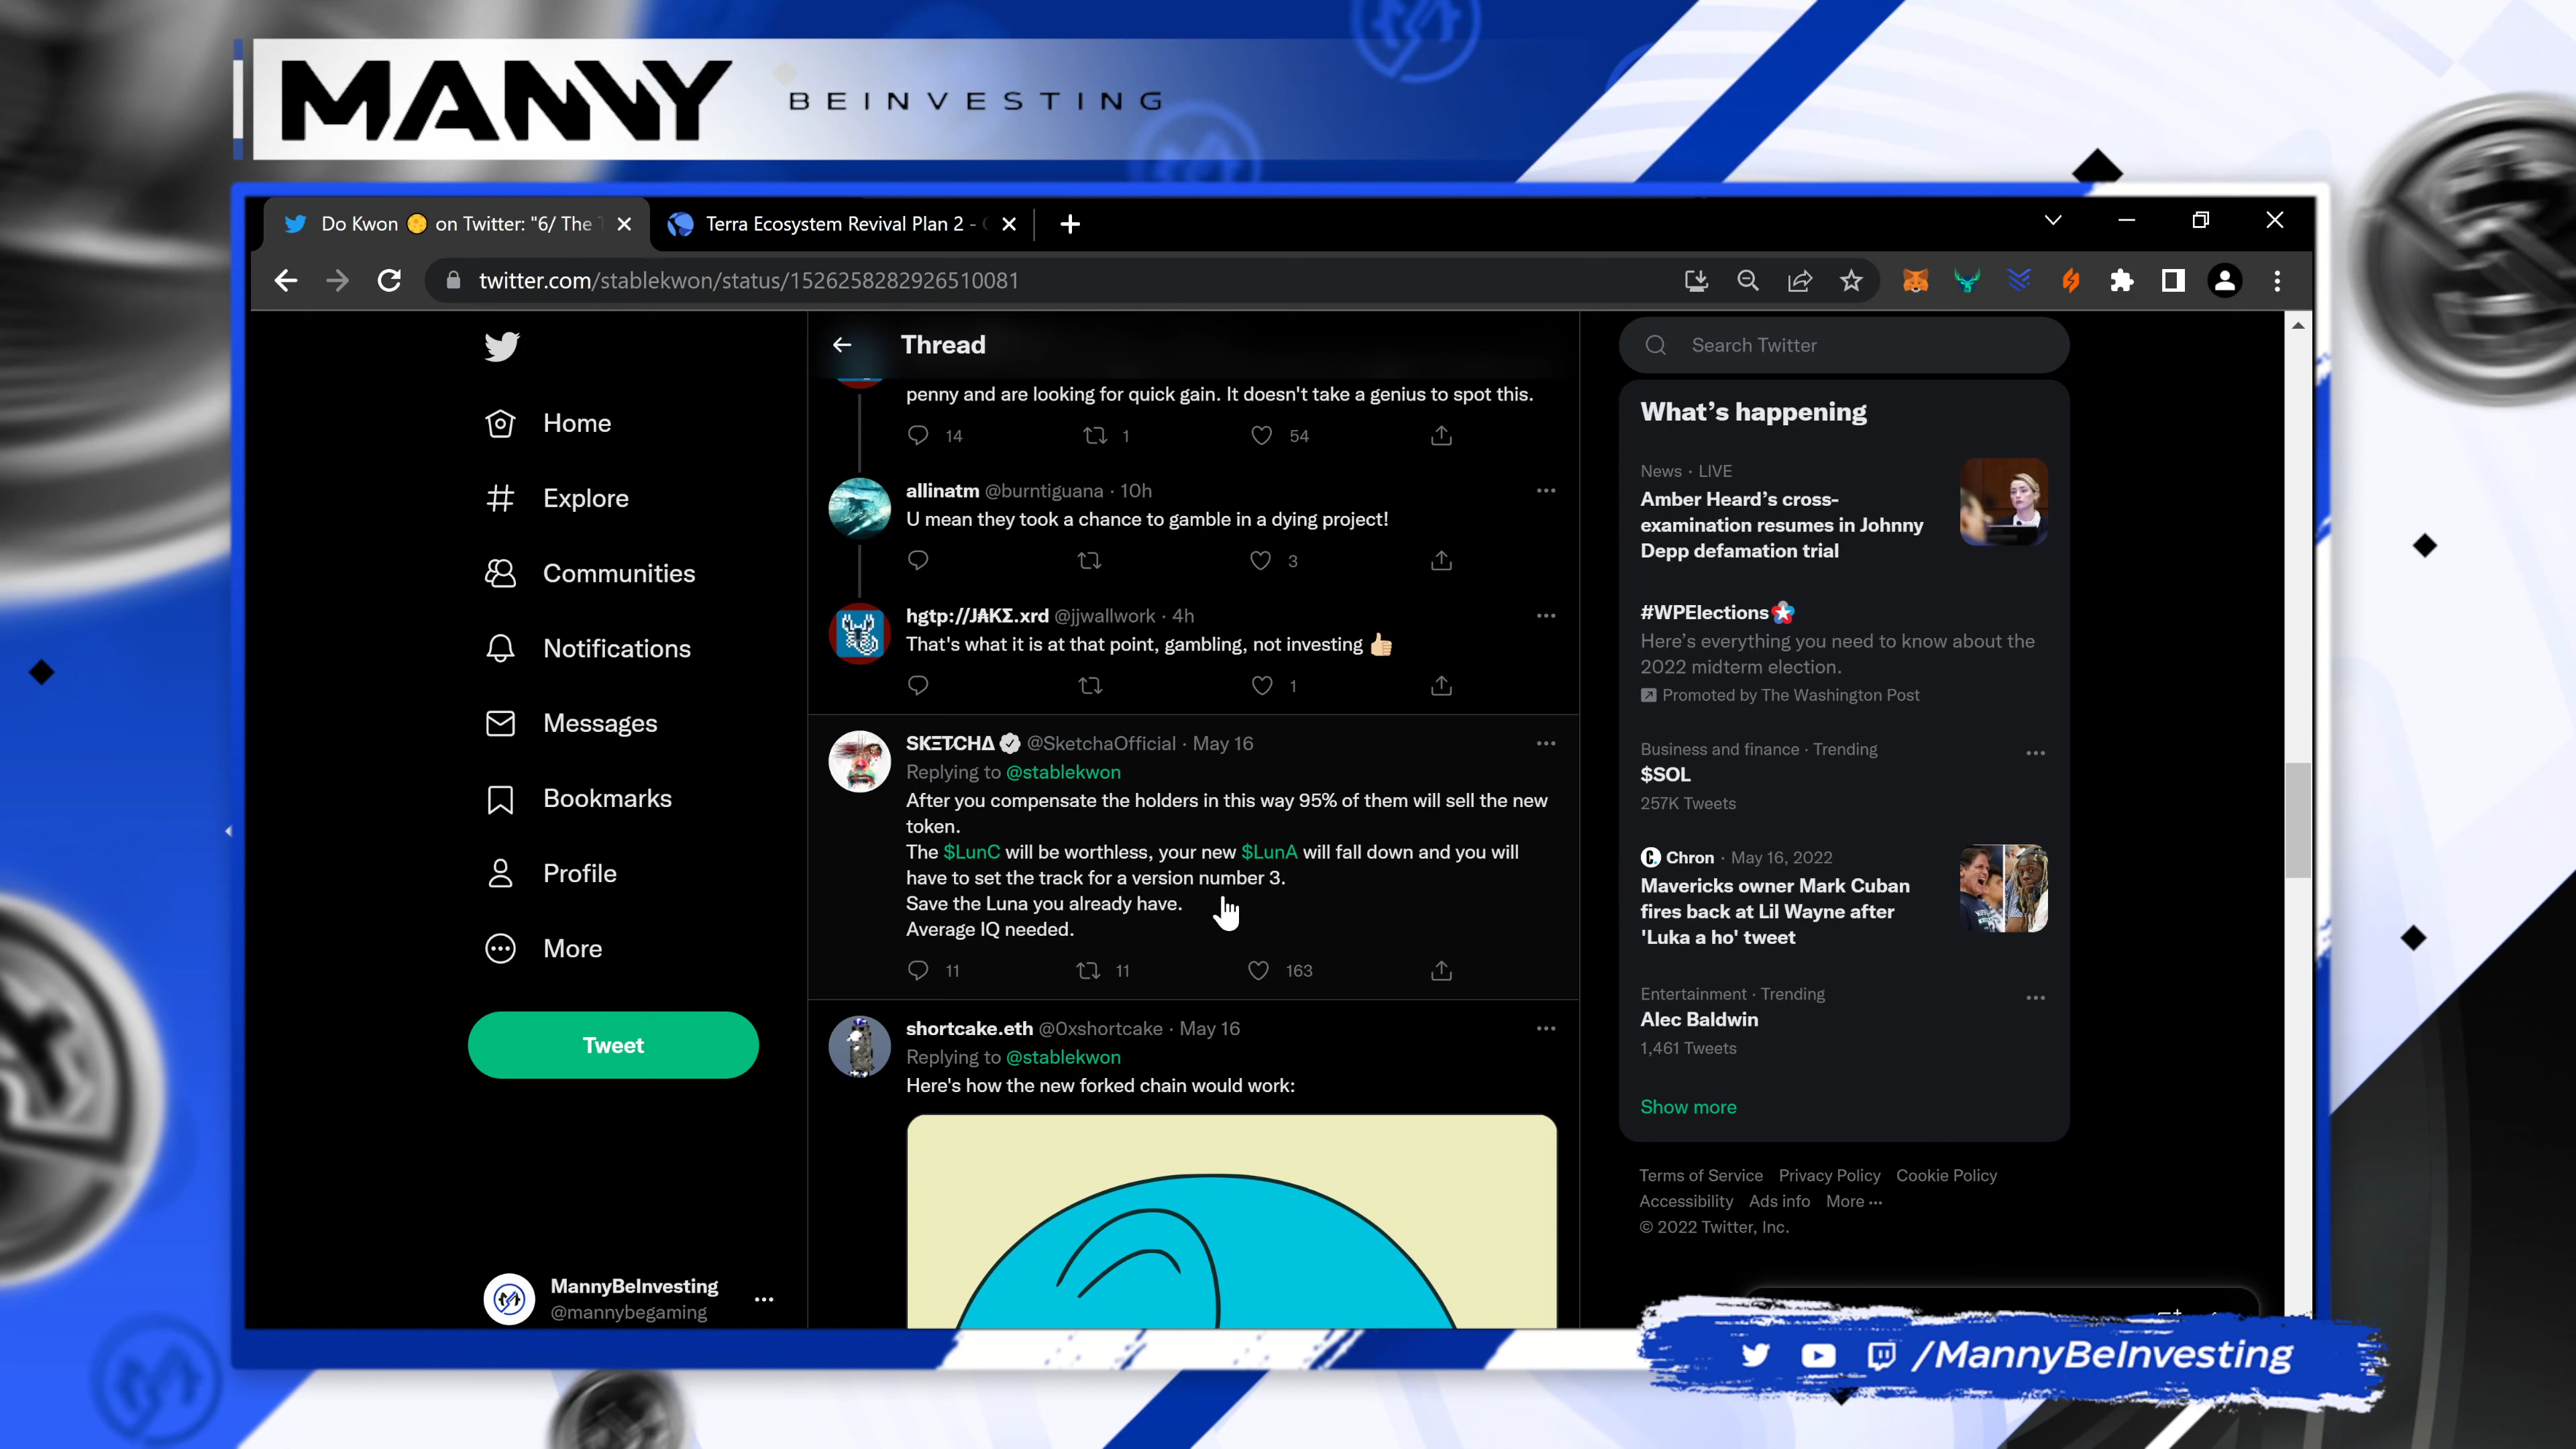 MANNY BEINVESTING
Do Kwon on Twitter: "6/ The
Terra Ecosystem Revival Plan 2 -
twitter.com/stablekwon/status/1526258282926510081
Home
Explore
Communities
Notifications
Messages
Bookmarks
Profile
More
Tweet
MannyBeInvesting
@mannybegaming
Thread
penny and are looking for quick gain. It doesn't take a genius to spot this.
14 1 54
allinatm @burntiguana · 10h
U mean they took a chance to gamble in a dying project!
3
hgtp://J₳KΣ.xrd @jjwallwork · 4h
That's what it is at that point, gambling, not investing 👍🏼
1
@SketchaOfficial · May 16
Replying to @stablekwon
After you compensate the holders in this way 95% of them will sell the new
token.
The $LunC will be worthless, your new $LunA will fall down and you will
have to set the track for a version number 3.
Save the Luna you already have.
Average IQ needed.
11 11 163
shortcake.eth @0xshortcake · May 16
Replying to @stablekwon
Here's how the new forked chain would work:
Search Twitter
What's happening
News · LIVE
Amber Heard's cross-
examination resumes in Johnny
Depp defamation trial
#WPElections
Here's everything you need to know about the
2022 midterm election.
Promoted by The Washington Post
Business and finance · Trending
$SOL
257K Tweets
Chron · May 16, 2022
Mavericks owner Mark Cuban
fires back at Lil Wayne after
'Luka a ho' tweet
Entertainment · Trending
Alec Baldwin
1,461 Tweets
Show more
Terms of Service Privacy Policy Cookie Policy
Accessibility Ads info More ···
© 2022 Twitter, Inc.
/MannyBeInvesting